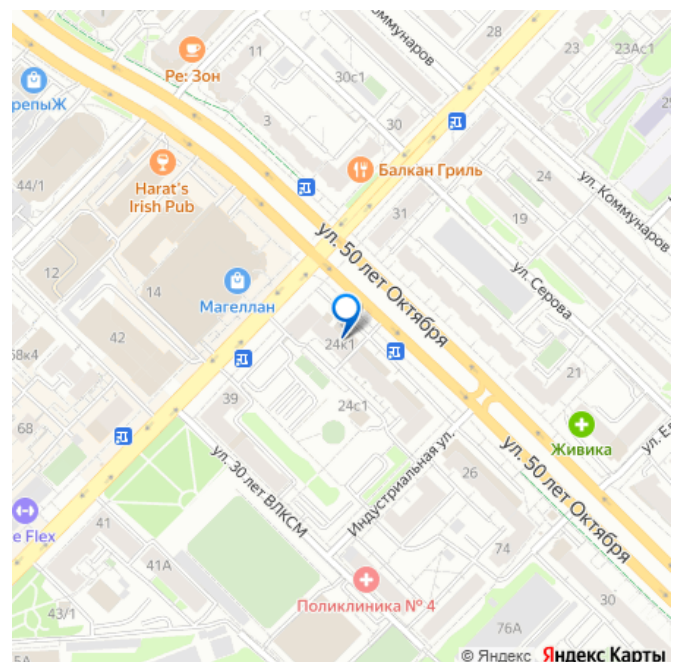 11
Ре: Зон
3
30с1
30
ул. Коммунаров
28
23
23Ас1
репыЖ
44/1
Harat's
Irish Pub
Балкан Гриль
24
31
19
ул. Коммунаров
ул. 50 лет Октября
ул. Серова
12
14
Магеллан
42
24к1
21
68к4
39
24с1
68
Живика
ул. 30 лет ВЛКСМ
Индустриальная ул.
26
ул. 50 лет Октября
e Flex
41
41А
74
Поликлиника № 4
43/1
76А
30
5А
© Яндекс Яндекс Карты